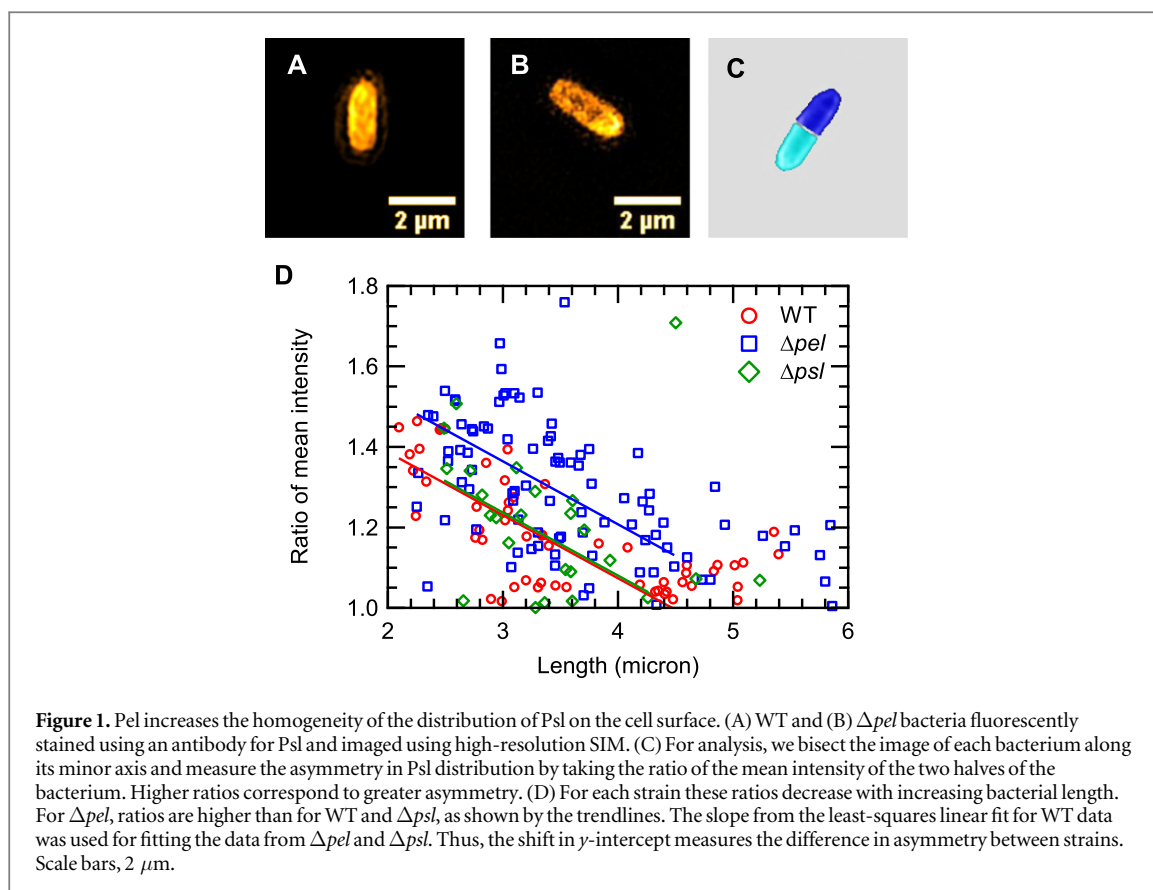 A
B
C
2 µm
2 µm
D
1.8
1.6
1.4
1.2
1.0
Ratio of mean intensity
WT
Δpel
Δpsl
2
3
4
5
6
Length (micron)
Figure 1. Pel increases the homogeneity of the distribution of Psl on the cell surface. (A) WT and (B) Δpel bacteria fluorescently
stained using an antibody for Psl and imaged using high-resolution SIM. (C) For analysis, we bisect the image of each bacterium along
its minor axis and measure the asymmetry in Psl distribution by taking the ratio of the mean intensity of the two halves of the
bacterium. Higher ratios correspond to greater asymmetry. (D) For each strain these ratios decrease with increasing bacterial length.
For Δpel, ratios are higher than for WT and Δpsl, as shown by the trendlines. The slope from the least-squares linear fit for WT data
was used for fitting the data from Δpel and Δpsl. Thus, the shift in y-intercept measures the difference in asymmetry between strains.
Scale bars, 2 μm.